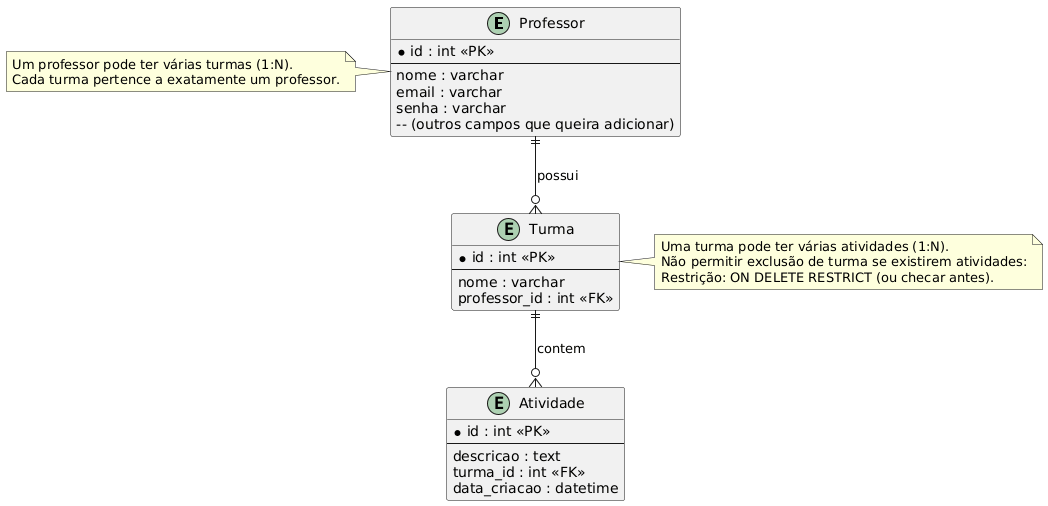 E Professor
id : int «PK»
nome : varchar
email : varchar
senha : varchar
-- (outros campos que queira adicionar)
Um professor pode ter várias turmas (1:N).
Cada turma pertence a exatamente um professor.
possui
E Turma
id : int «PK»
nome : varchar
professor_id : int «FK»
Uma turma pode ter várias atividades (1:N).
Não permitir exclusão de turma se existirem atividades:
Restrição: ON DELETE RESTRICT (ou checar antes).
contem
E Atividade
id : int «PK»
descricao : text
turma_id : int «FK»
data_criacao : datetime